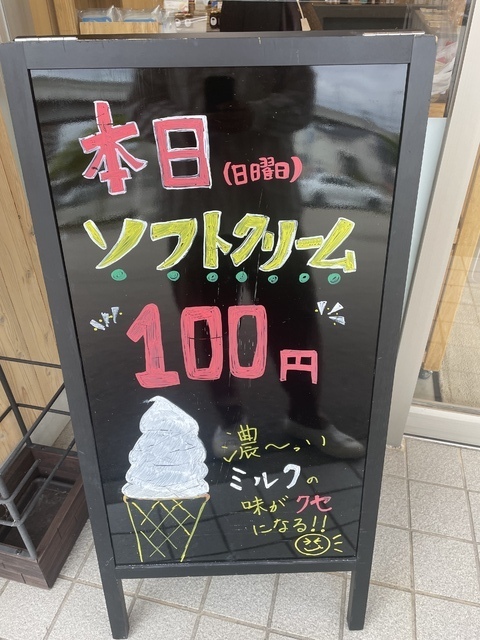 本日(日曜日)
ソフトクリーム
100円
濃〜いい
ミルクの
味がクセ
になる!!